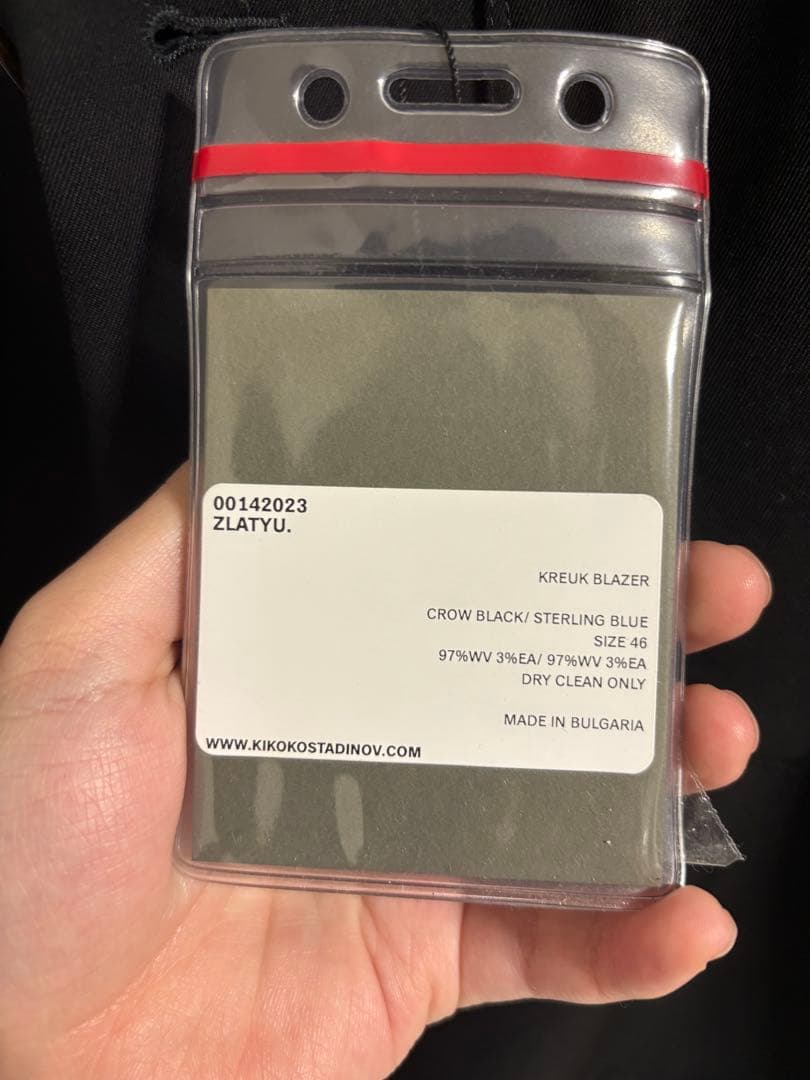 00142023
ZLATYU.
KREUK BLAZER
CROW BLACK/ STERLING BLUE
SIZE 46
97%WV 3%EA/ 97%WV 3%EA
DRY CLEAN ONLY
MADE IN BULGARIA
WWW.KIKOKOSTADINOV.COM